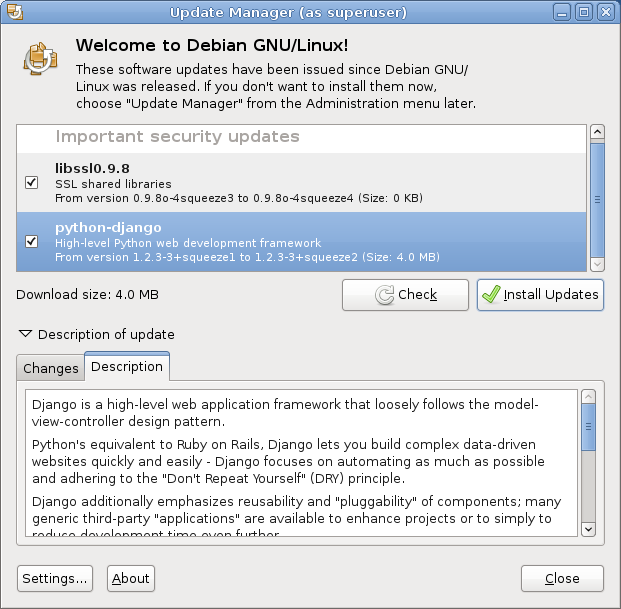 Update Manager (as superuser)
Welcome to Debian GNU/Linux!
These software updates have been issued since Debian GNU/
Linux was released. If you don't want to install them now,
choose "Update Manager" from the Administration menu later.
Important security updates
libssl0.9.8
SSL shared libraries
From version 0.9.8o-4squeeze3 to 0.9.8o-4squeeze4 (Size: 0 KB)
python-django
High-level Python web development framework
From version 1.2.3-3+squeeze1 to 1.2.3-3+squeeze2 (Size: 4.0 MB)
Download size: 4.0 MB
Check
Install Updates
Description of update
Changes
Description
Django is a high-level web application framework that loosely follows the model-
view-controller design pattern.
Python's equivalent to Ruby on Rails, Django lets you build complex data-driven
websites quickly and easily - Django focuses on automating as much as possible
and adhering to the "Don't Repeat Yourself" (DRY) principle.
Django additionally emphasizes reusability and "pluggability" of components; many
generic third-party "applications" are available to enhance projects or to simply to
reduce development time even further.
Settings...
About
Close